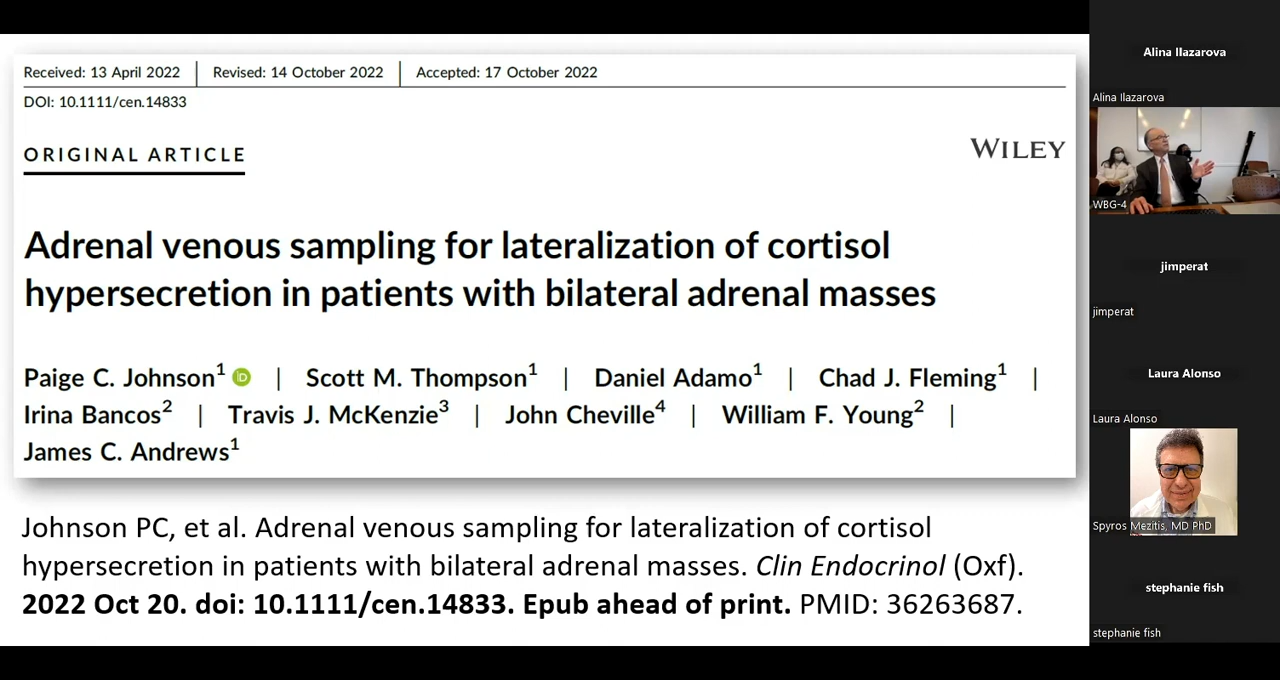 Received: 13 April 2022 | Revised: 14 October 2022 | Accepted: 17 October 2022
DOI: 10.1111/cen.14833
ORIGINAL ARTICLE
WILEY
Adrenal venous sampling for lateralization of cortisol
hypersecretion in patients with bilateral adrenal masses
Paige C. Johnson1 iD | Scott M. Thompson1 | Daniel Adamo1 | Chad J. Fleming1 |
Irina Bancos2 | Travis J. McKenzie3 | John Cheville4 | William F. Young2 |
James C. Andrews1
Johnson PC, et al. Adrenal venous sampling for lateralization of cortisol
hypersecretion in patients with bilateral adrenal masses. Clin Endocrinol (Oxf).
2022 Oct 20. doi: 10.1111/cen.14833. Epub ahead of print. PMID: 36263687.
Alina Ilazarova
Alina Ilazarova
WBG-4
jimperat
jimperat
Laura Alonso
Laura Alonso
Spyros Mezitis, MD PhD
stephanie fish
stephanie fish